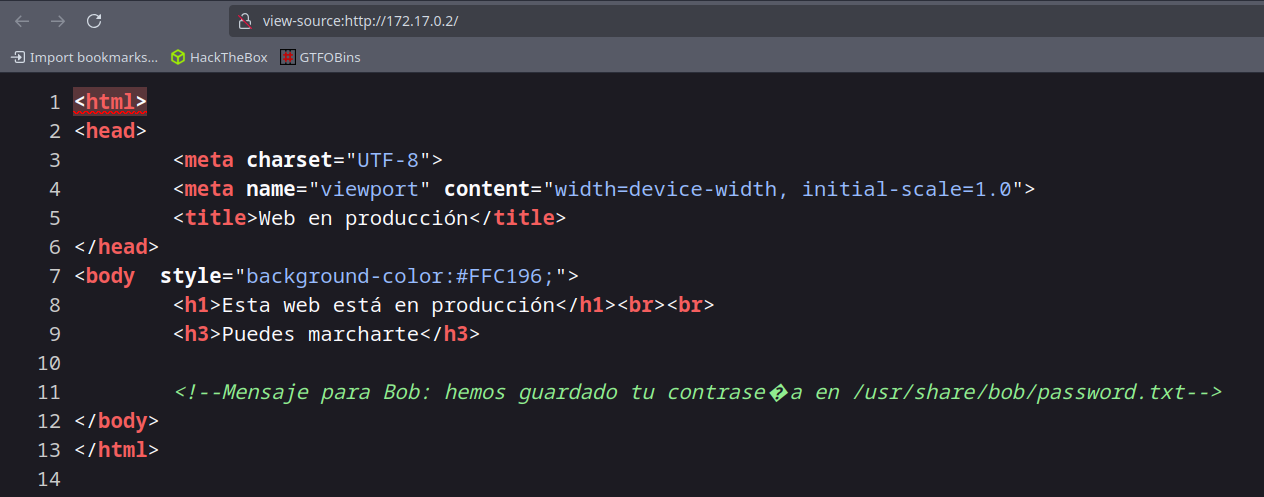 view-source:http://172.17.0.2/
Import bookmarks... HackTheBox GTFOBins
1 <html>
2 <head>
3 <meta charset="UTF-8">
4 <meta name="viewport" content="width=device-width, initial-scale=1.0">
5 <title>Web en producción</title>
6 </head>
7 <body  style="background-color:#FFC196;">
8 <h1>Esta web está en producción</h1><br><br>
9 <h3>Puedes marcharte</h3>
10
11 <!--Mensaje para Bob: hemos guardado tu contrase�a en /usr/share/bob/password.txt-->
12 </body>
13 </html>
14